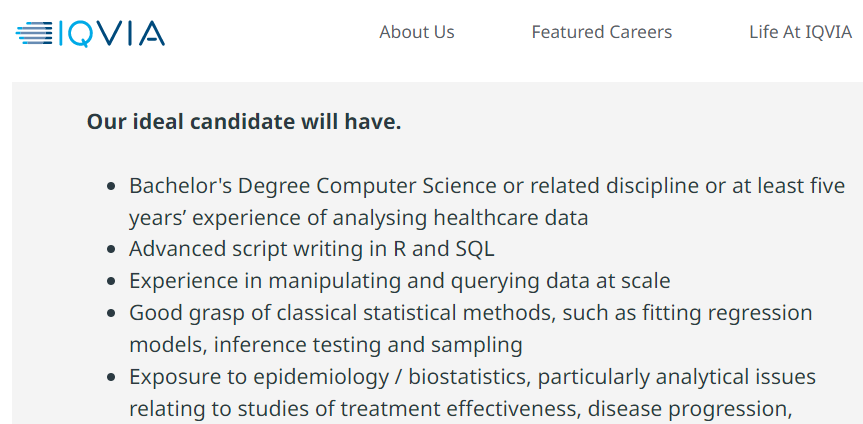 IQVIA
About Us
Featured Careers
Life At IQVIA
Our ideal candidate will have.
• Bachelor's Degree Computer Science or related discipline or at least five
years’ experience of analysing healthcare data
• Advanced script writing in R and SQL
• Experience in manipulating and querying data at scale
• Good grasp of classical statistical methods, such as fitting regression
models, inference testing and sampling
• Exposure to epidemiology / biostatistics, particularly analytical issues
relating to studies of treatment effectiveness, disease progression,